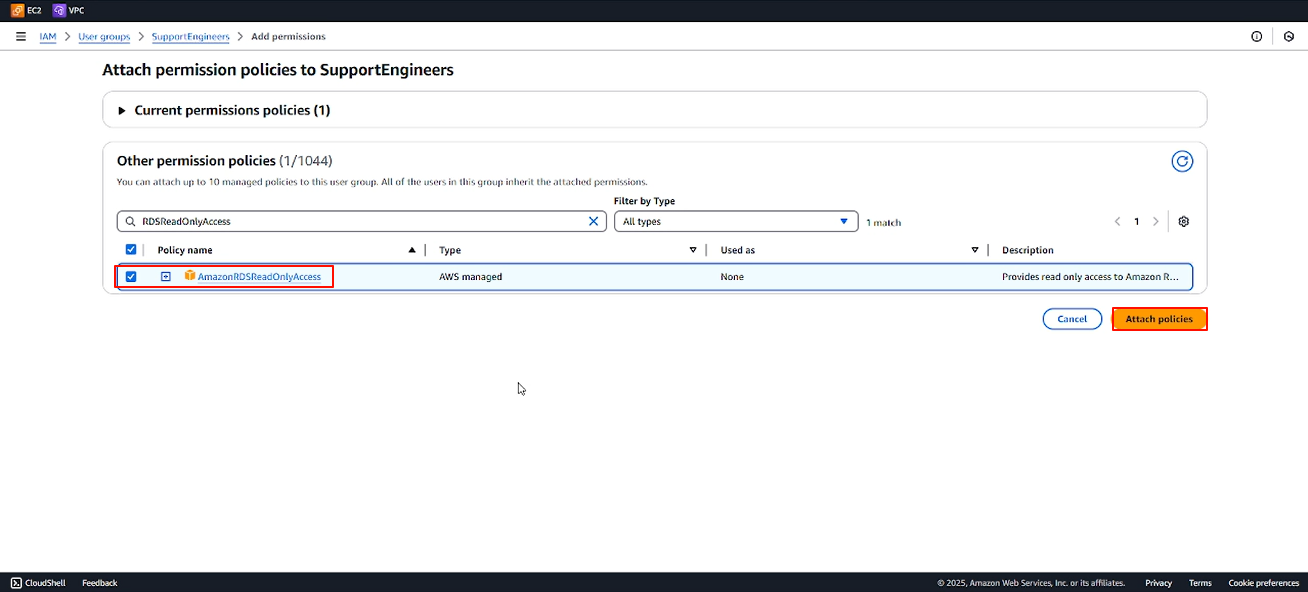 EC2 VPC
IAM > User groups > SupportEngineers > Add permissions
Attach permission policies to SupportEngineers
Current permissions policies (1)
Other permission policies (1/1044)
You can attach up to 10 managed policies to this user group. All of the users in this group inherit the attached permissions.
Filter by Type
RDSReadOnlyAccess All types 1 match 1
Policy name Type Used as Description
AmazonRDSReadOnlyAccess AWS managed None Provides read only access to Amazon R...
Cancel Attach policies
CloudShell Feedback © 2025, Amazon Web Services, Inc. or its affiliates. Privacy Terms Cookie preferences